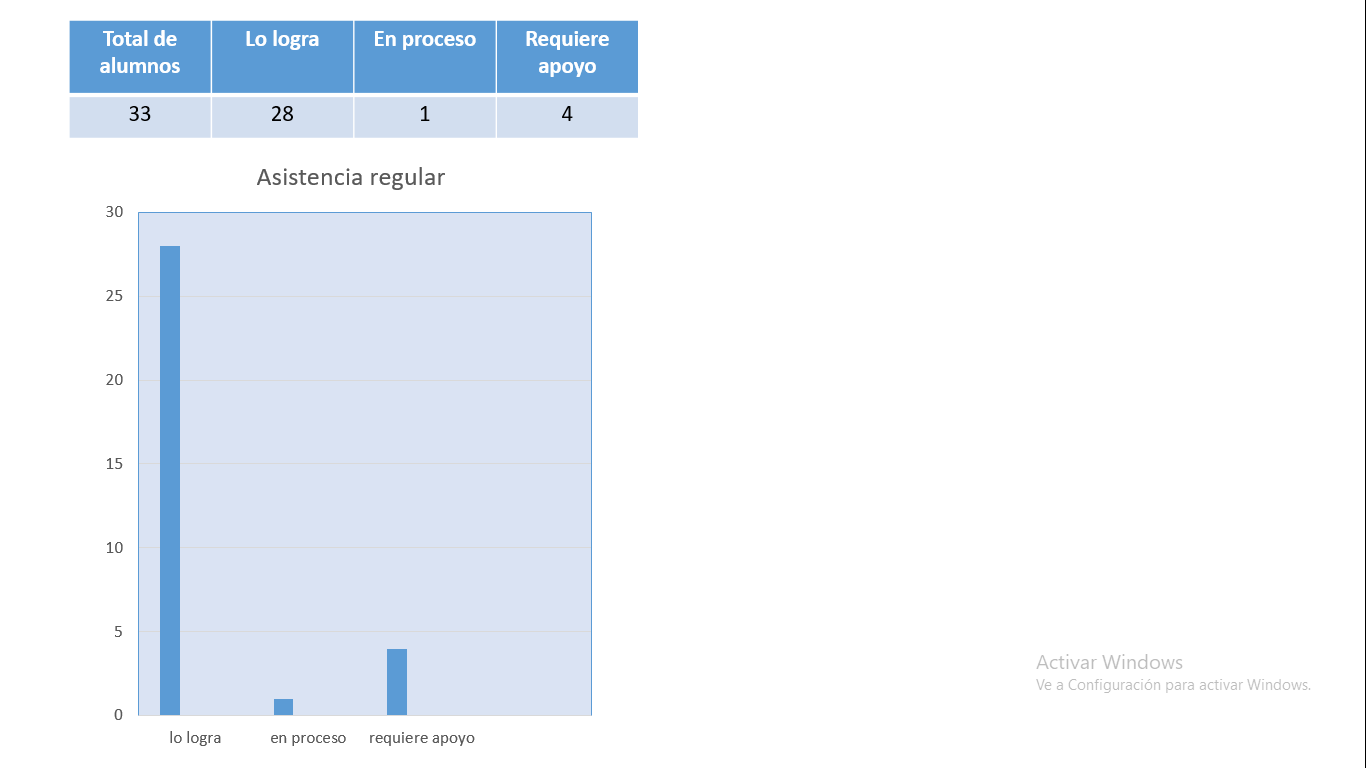 Total de alumnos Lo logra En proceso Requiere apoyo
33 28 1 4
Asistencia regular
30
25
20
15
10
5
0
lo logra en proceso requiere apoyo
Activar Windows
Ve a Configuración para activar Windows.